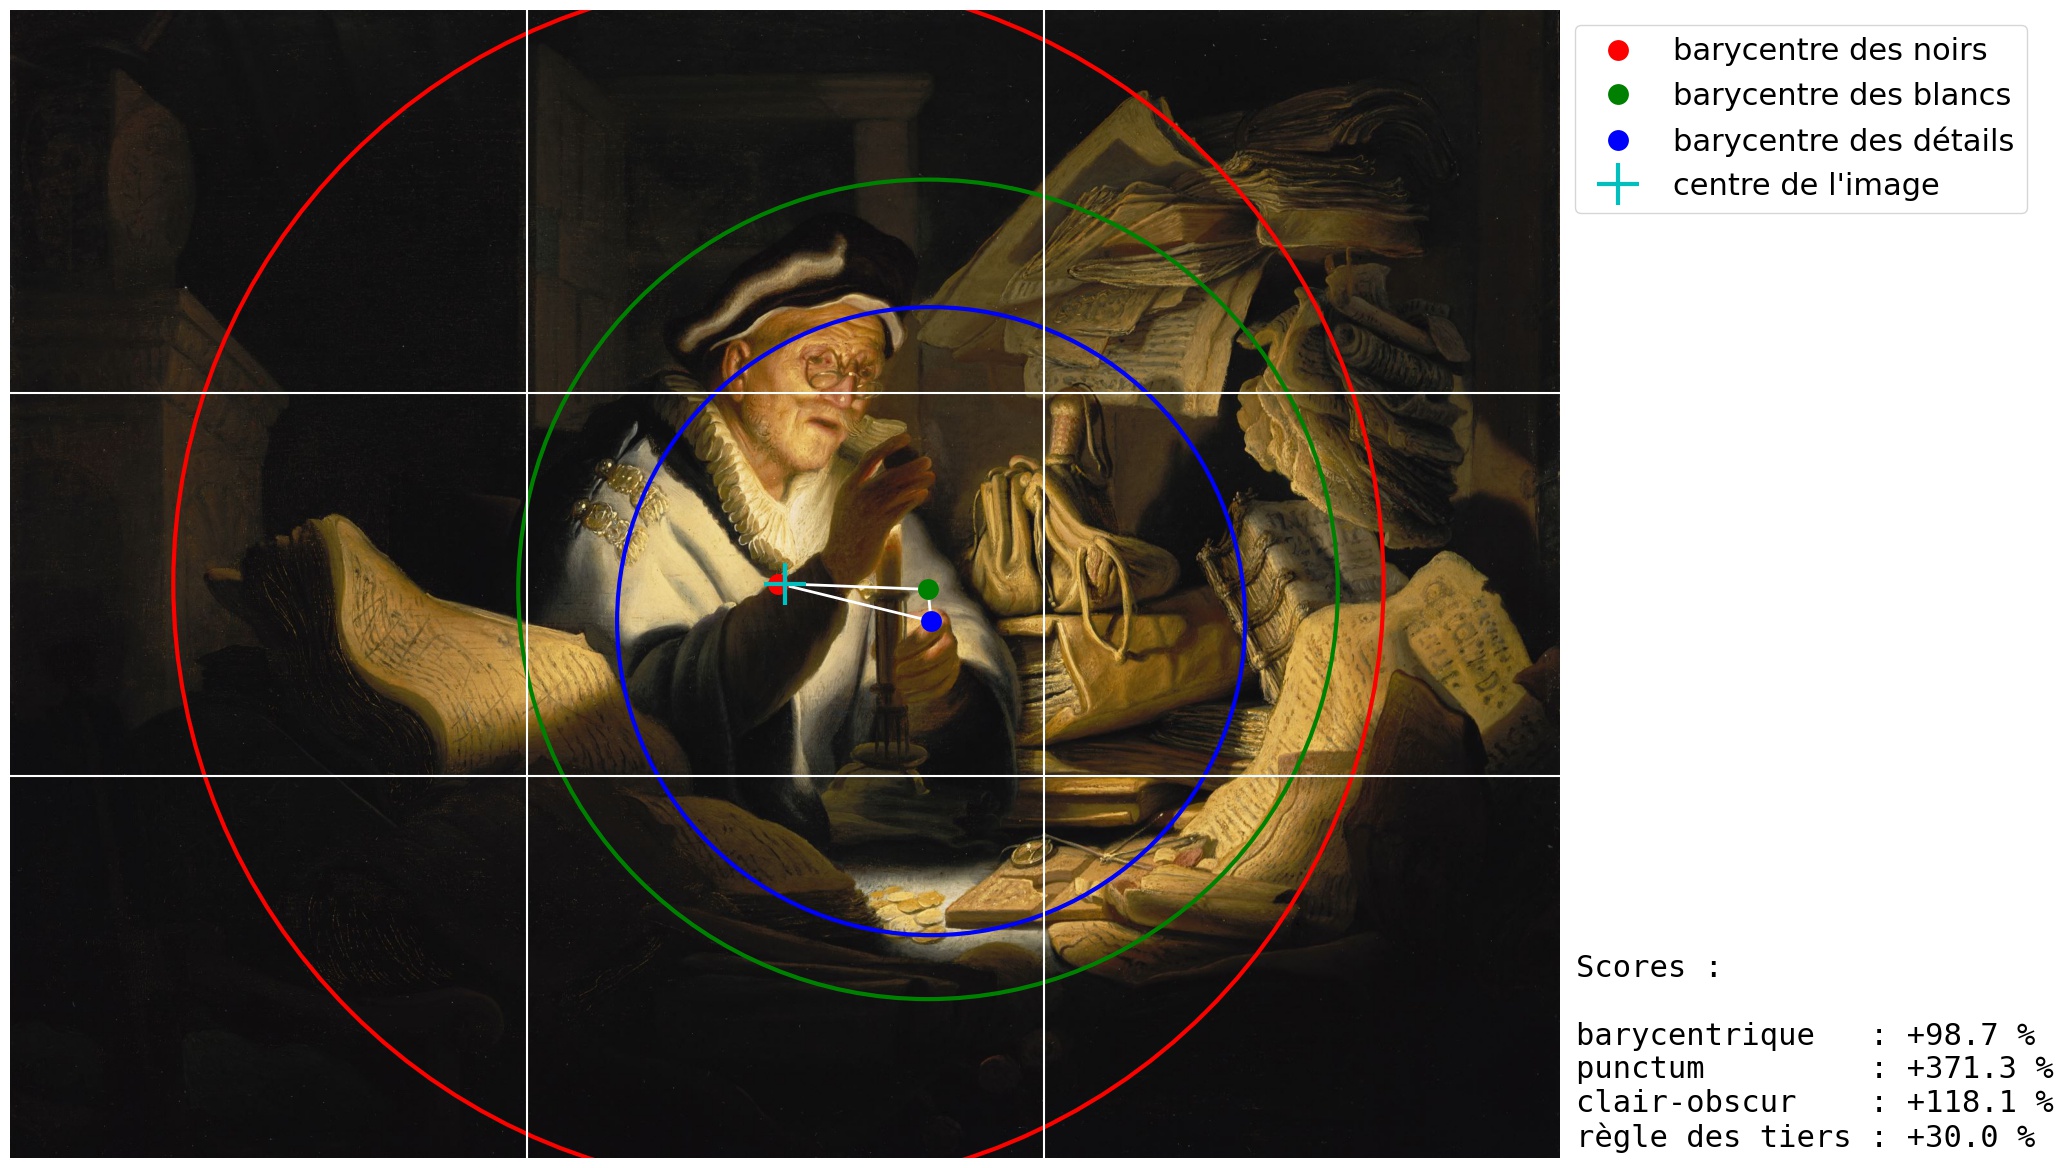 barycentre des noirs
barycentre des blancs
barycentre des détails
centre de l'image
Scores :
barycentrique : +98.7 %
punctum : +371.3 %
clair-obscur : +118.1 %
règle des tiers : +30.0 %